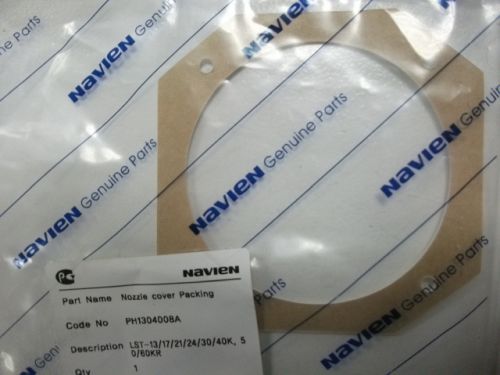 NAVIEN Genuine Parts
NAVIEN Genuine Parts
NAVIEN Genuine Parts
NAVIEN Genuine Parts
NAVIEN
Part Name Nozzle cover Packing
Code No PH1304008A
Description LST-13/17/21/24/30/40K, 5
0/60KR
Qty 1